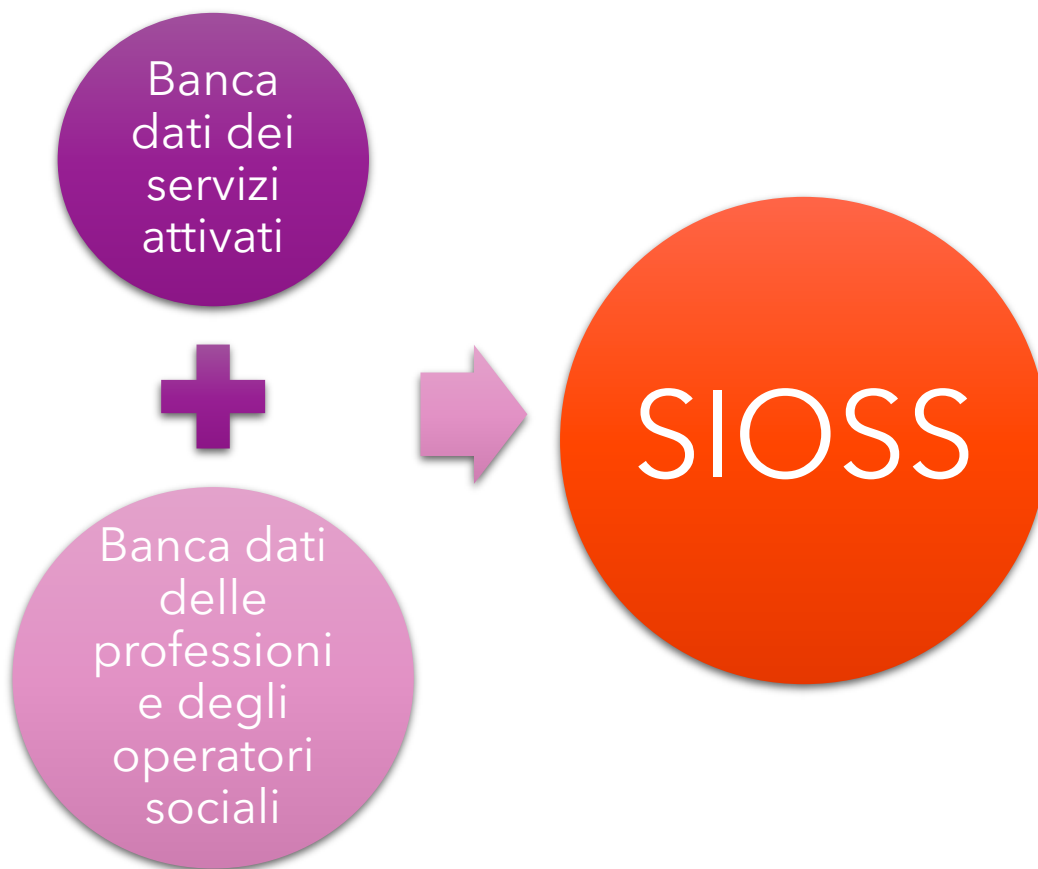 Banca
dati dei
servizi
attivati
Banca dati
delle
professioni
e degli
operatori
sociali
SIOSS